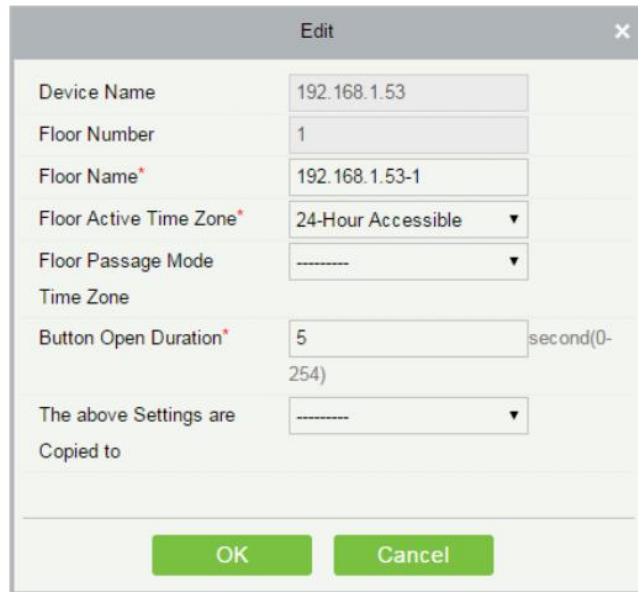 Edit ×
Device Name 192.168.1.53
Floor Number 1
Floor Name* 192.168.1.53-1
Floor Active Time Zone* 24-Hour Accessible ▼
Floor Passage Mode --------- ▼
Time Zone
Button Open Duration* 5 second(0-
254)
The above Settings are --------- ▼
Copied to
OK Cancel